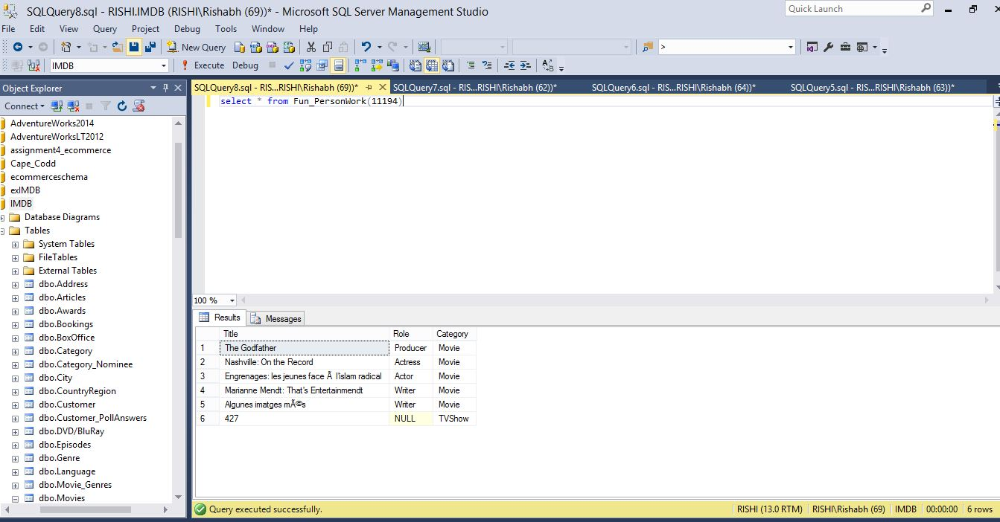 SQLQuery8.sql - RISHI.IMDB (RISHI\Rishabh (69))* - Microsoft SQL Server Management Studio
Quick Launch
File Edit View Query Project Debug Tools Window Help
New Query
>
IMDB
Execute Debug
Object Explorer
SQLQuery8.sql - RIS...RISHI\Rishabh (69))*
SQLQuery7.sql - RIS...RISHI\Rishabh (62))*
SQLQuery6.sql - RIS...RISHI\Rishabh (64))*
SQLQuery5.sql - RIS...RISHI\Rishabh (63))*
Connect
AdventureWorks2014
AdventureWorksLT2012
assignment4_ecommerce
Cape_Codd
ecommerceschema
exIMDB
IMDB
Database Diagrams
Tables
System Tables
FileTables
External Tables
dbo.Address
dbo.Articles
dbo.Awards
dbo.Bookings
dbo.BoxOffice
dbo.Category
dbo.Category_Nominee
dbo.City
dbo.CountryRegion
dbo.Customer
dbo.Customer_PollAnswers
dbo.DVD/BluRay
dbo.Episodes
dbo.Genre
dbo.Language
dbo.Movie_Genres
dbo.Movies
select * from Fun_PersonWork(11194)
100 %
Results Messages
Title Role Category
1 The Godfather Producer Movie
2 Nashville: On the Record Actress Movie
3 Engrenages: les jeunes face Ã l'islam radical Actor Movie
4 Marianne Mendt: That's Entertainmendt Writer Movie
5 Algunes imatges mÃ©s Writer Movie
6 427 NULL TVShow
Query executed successfully.
RISHI (13.0 RTM) RISHI\Rishabh (69) IMDB 00:00:00 6 rows